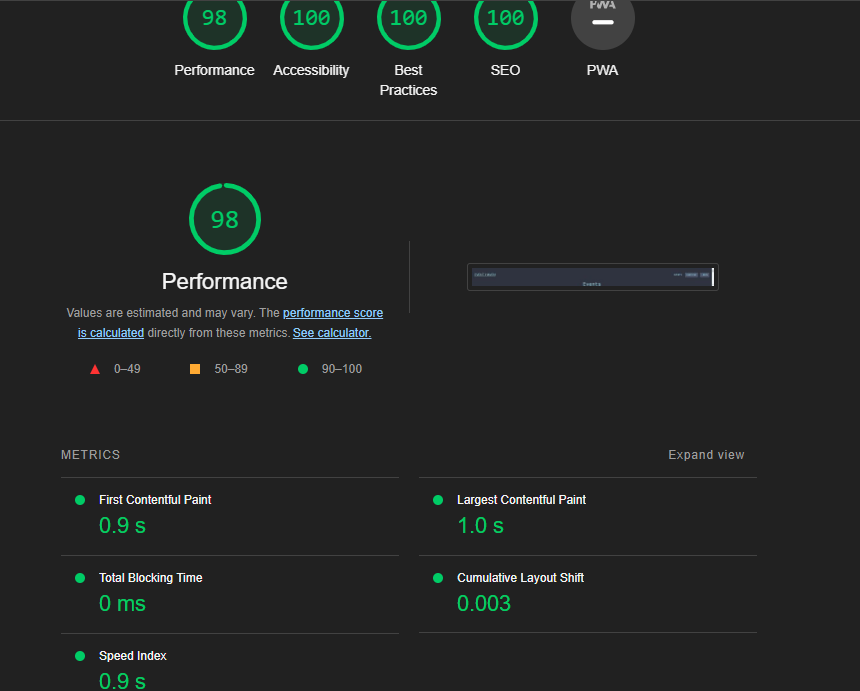 98
100
100
100
PWA
Performance
Accessibility
Best
Practices
SEO
PWA
98
Performance
Values are estimated and may vary. The performance score
is calculated directly from these metrics. See calculator.
0–49
50–89
90–100
Events
METRICS
Expand view
First Contentful Paint
0.9 s
Largest Contentful Paint
1.0 s
Total Blocking Time
0 ms
Cumulative Layout Shift
0.003
Speed Index
0.9 s